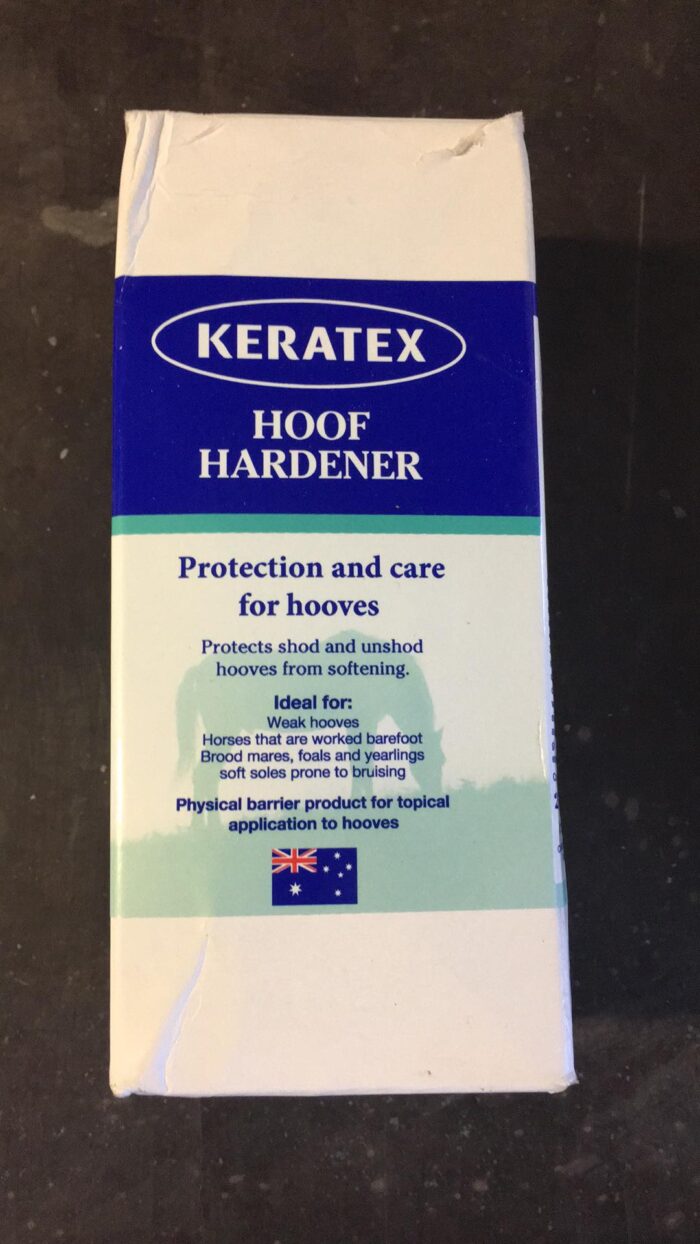 KERATEX
HOOF
HARDENER
Protection and care
for hooves
Protects shod and unshod
hooves from softening.
Ideal for:
Weak hooves
Horses that are worked barefoot
Brood mares, foals and yearlings
soft soles prone to bruising
Physical barrier product for topical
application to hooves